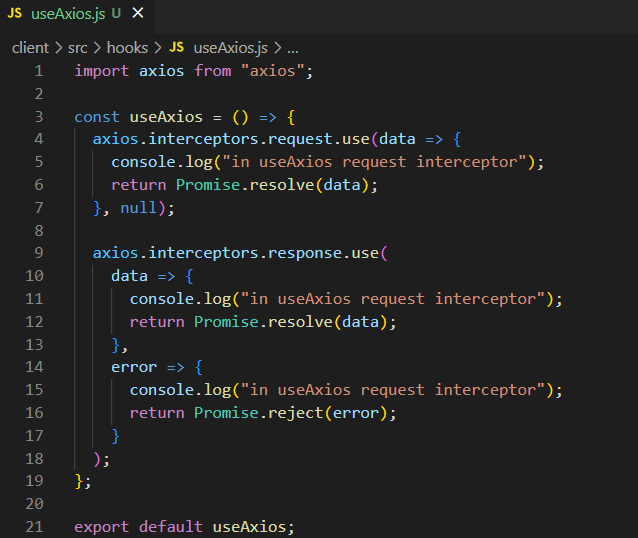 JS useAxios.js U ×
client > src > hooks > JS useAxios.js > ...
1 import axios from "axios";
2
3 const useAxios = () => {
4   axios.interceptors.request.use(data => {
5     console.log("in useAxios request interceptor");
6     return Promise.resolve(data);
7   }, null);
8
9   axios.interceptors.response.use(
10     data => {
11       console.log("in useAxios request interceptor");
12       return Promise.resolve(data);
13     },
14     error => {
15       console.log("in useAxios request interceptor");
16       return Promise.reject(error);
17     }
18   );
19 };
20
21 export default useAxios;